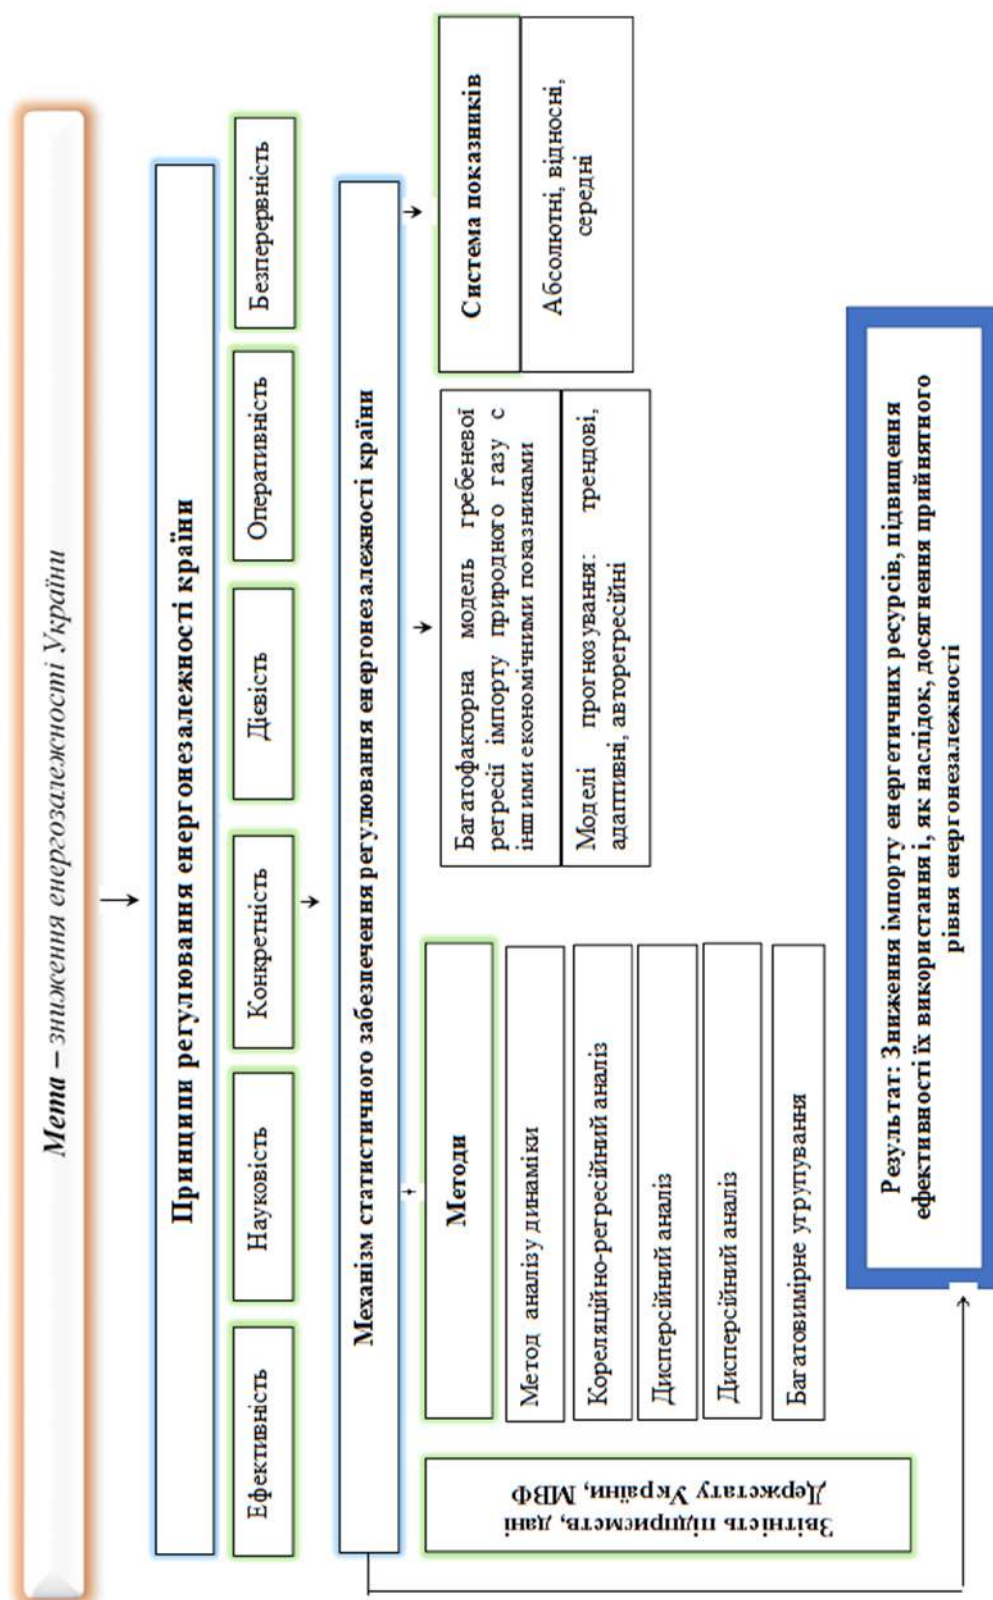 Мета – зниження енергозалежності України
Принципи регулювання енергонезалежності країни
Ефективність
Науковість
Конкретність
Дієвість
Оперативність
Безперервність
Механізм статистичного забезпечення регулювання енергонезалежності країни
Звітність підприємств, дані
Держстату України, МВФ
Методи
Метод аналізу динаміки
Кореляційно-регресійний аналіз
Дисперсійний аналіз
Дисперсійний аналіз
Багатовимірне угрупування
Багатофакторна модель гребеневої
регресії імпорту природного газу с
іншими економічними показниками
Моделі прогнозування: трендові,
адаптивні, авторегресійні
Система показників
Абсолютні, відносні,
середні
Результат: Зниження імпорту енергетичних ресурсів, підвищення
ефективності їх використання і, як наслідок, досягнення прийнятного
рівня енергонезалежності